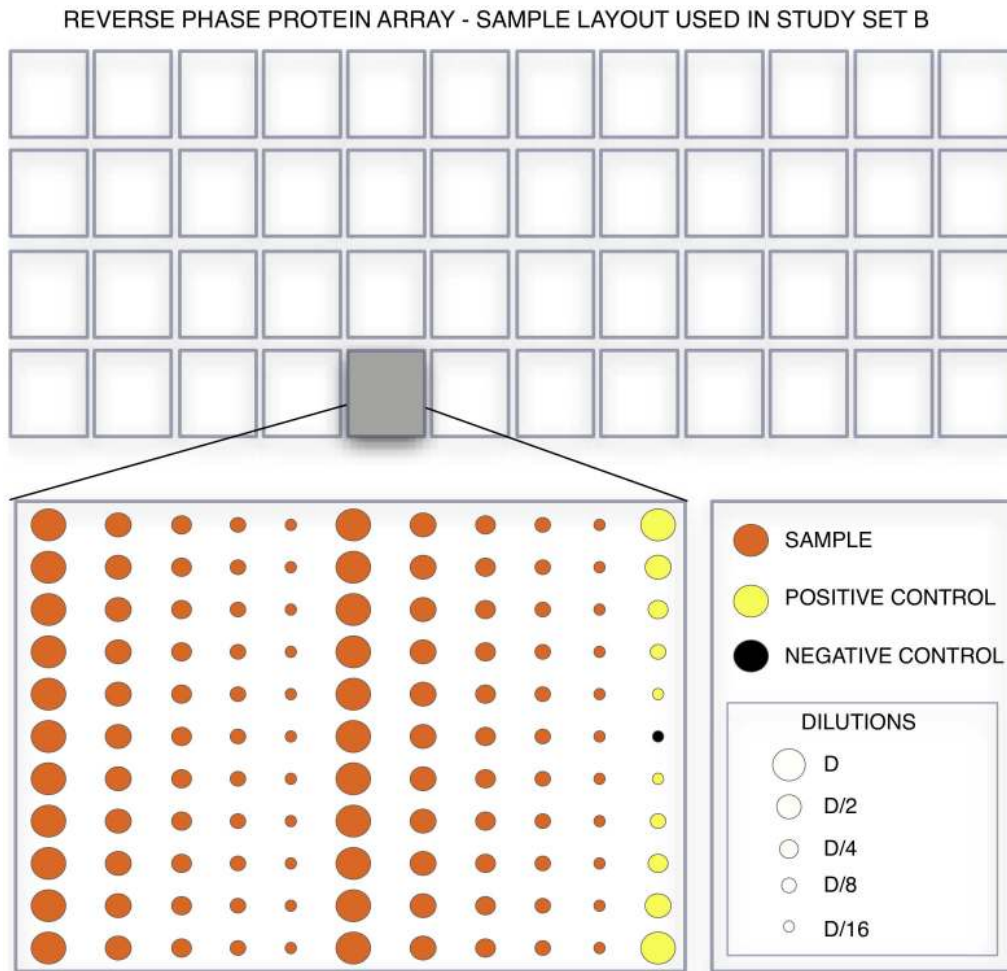 REVERSE PHASE PROTEIN ARRAY - SAMPLE LAYOUT USED IN STUDY SET B
SAMPLE
POSITIVE CONTROL
NEGATIVE CONTROL
DILUTIONS
D
D/2
D/4
D/8
D/16